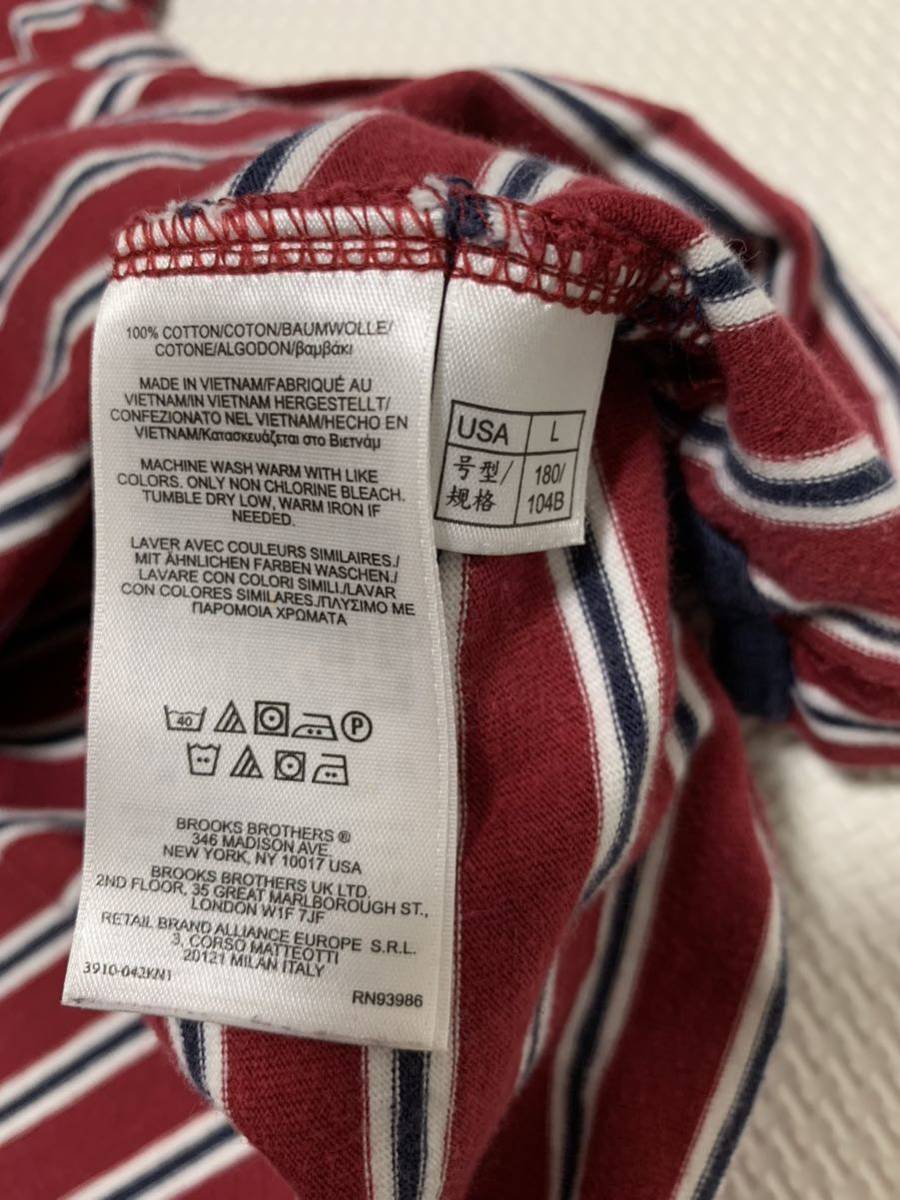 100% COTTON/COTON/BAUMWOLLE/
COTONE/ALGODON/βαμβάκι
MADE IN VIETNAM/FABRIQUÉ AU
VIETNAM/IN VIETNAM HERGESTELLT/
CONFEZIONATO NEL VIETNAM/HECHO EN
VIETNAM/Κατασκευάζεται στο Βιετνάμ
MACHINE WASH WARM WITH LIKE
COLORS. ONLY NON CHLORINE BLEACH.
TUMBLE DRY LOW, WARM IRON IF
NEEDED.
LAVER AVEC COULEURS SIMILAIRES./
MIT ÄHNLICHEN FARBEN WASCHEN./
LAVARE CON COLORI SIMILI./LAVAR
CON COLORES SIMILARES./ΠΛΥΣΙΜΟ ΜΕ
ΠΑΡΟΜΟΙΑ ΧΡΩΜΑΤΑ
40 P
BROOKS BROTHERS ®
346 MADISON AVE.
NEW YORK, NY 10017 USA
BROOKS BROTHERS UK LTD.
2ND FLOOR, 35 GREAT MARLBOROUGH ST.,
LONDON W1F 7JF
RETAIL BRAND ALLIANCE EUROPE S.R.L.
3, CORSO MATTEOTTI
20121 MILAN ITALY
3910-042KN1
RN93986
USA L
号型/ 180/
规格 104B